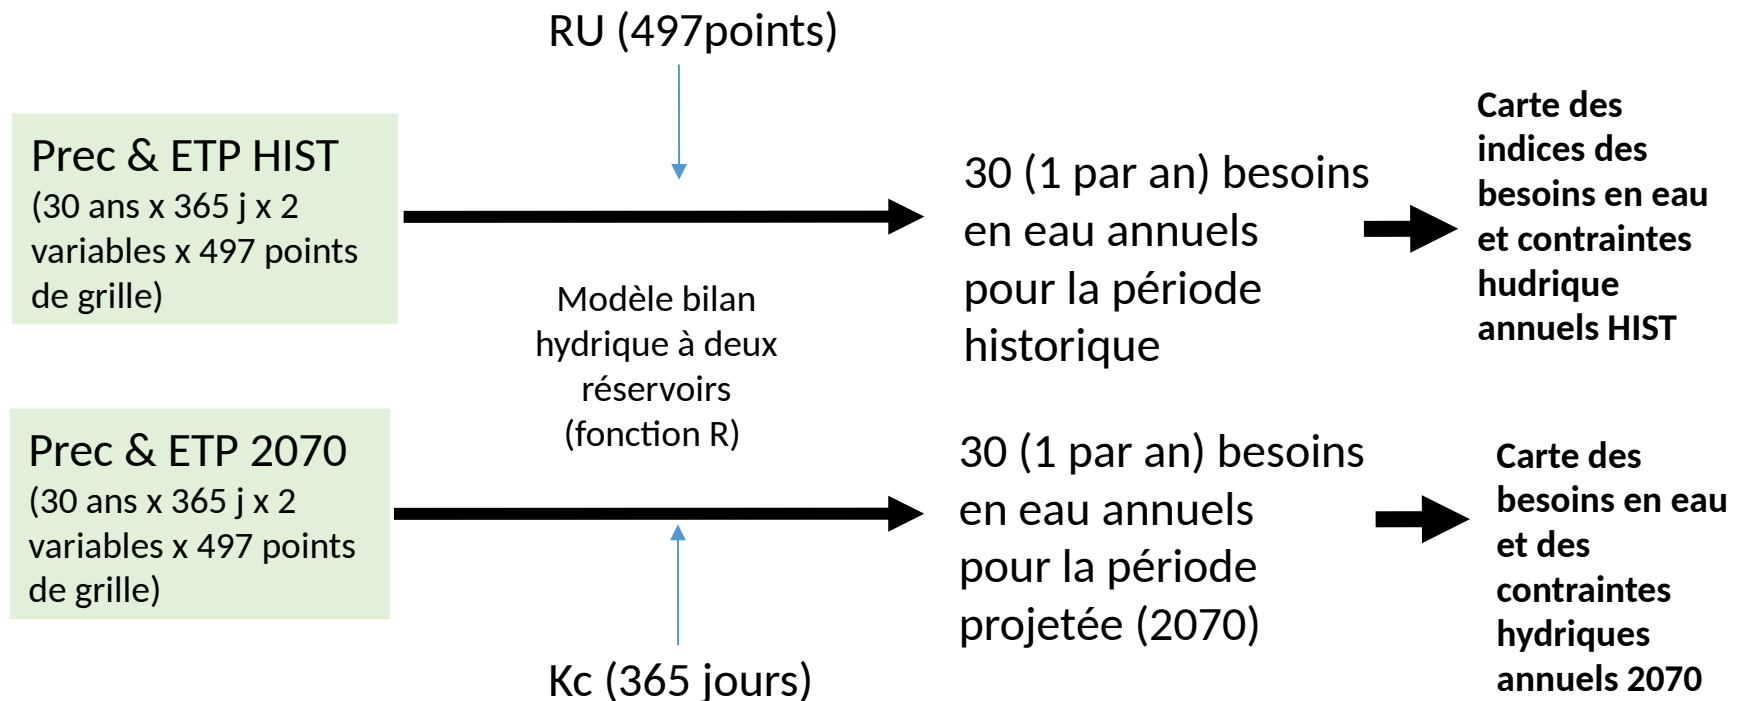 RU (497points)
Prec & ETP HIST
(30 ans x 365 j x 2
variables x 497 points
de grille)
Modèle bilan
hydrique à deux
réservoirs
(fonction R)
30 (1 par an) besoins
en eau annuels
pour la période
historique
Carte des
indices des
besoins en eau
et contraintes
hudrique
annuels HIST
Prec & ETP 2070
(30 ans x 365 j x 2
variables x 497 points
de grille)
Kc (365 jours)
30 (1 par an) besoins
en eau annuels
pour la période
projetée (2070)
Carte des
besoins en eau
et des
contraintes
hydriques
annuels 2070